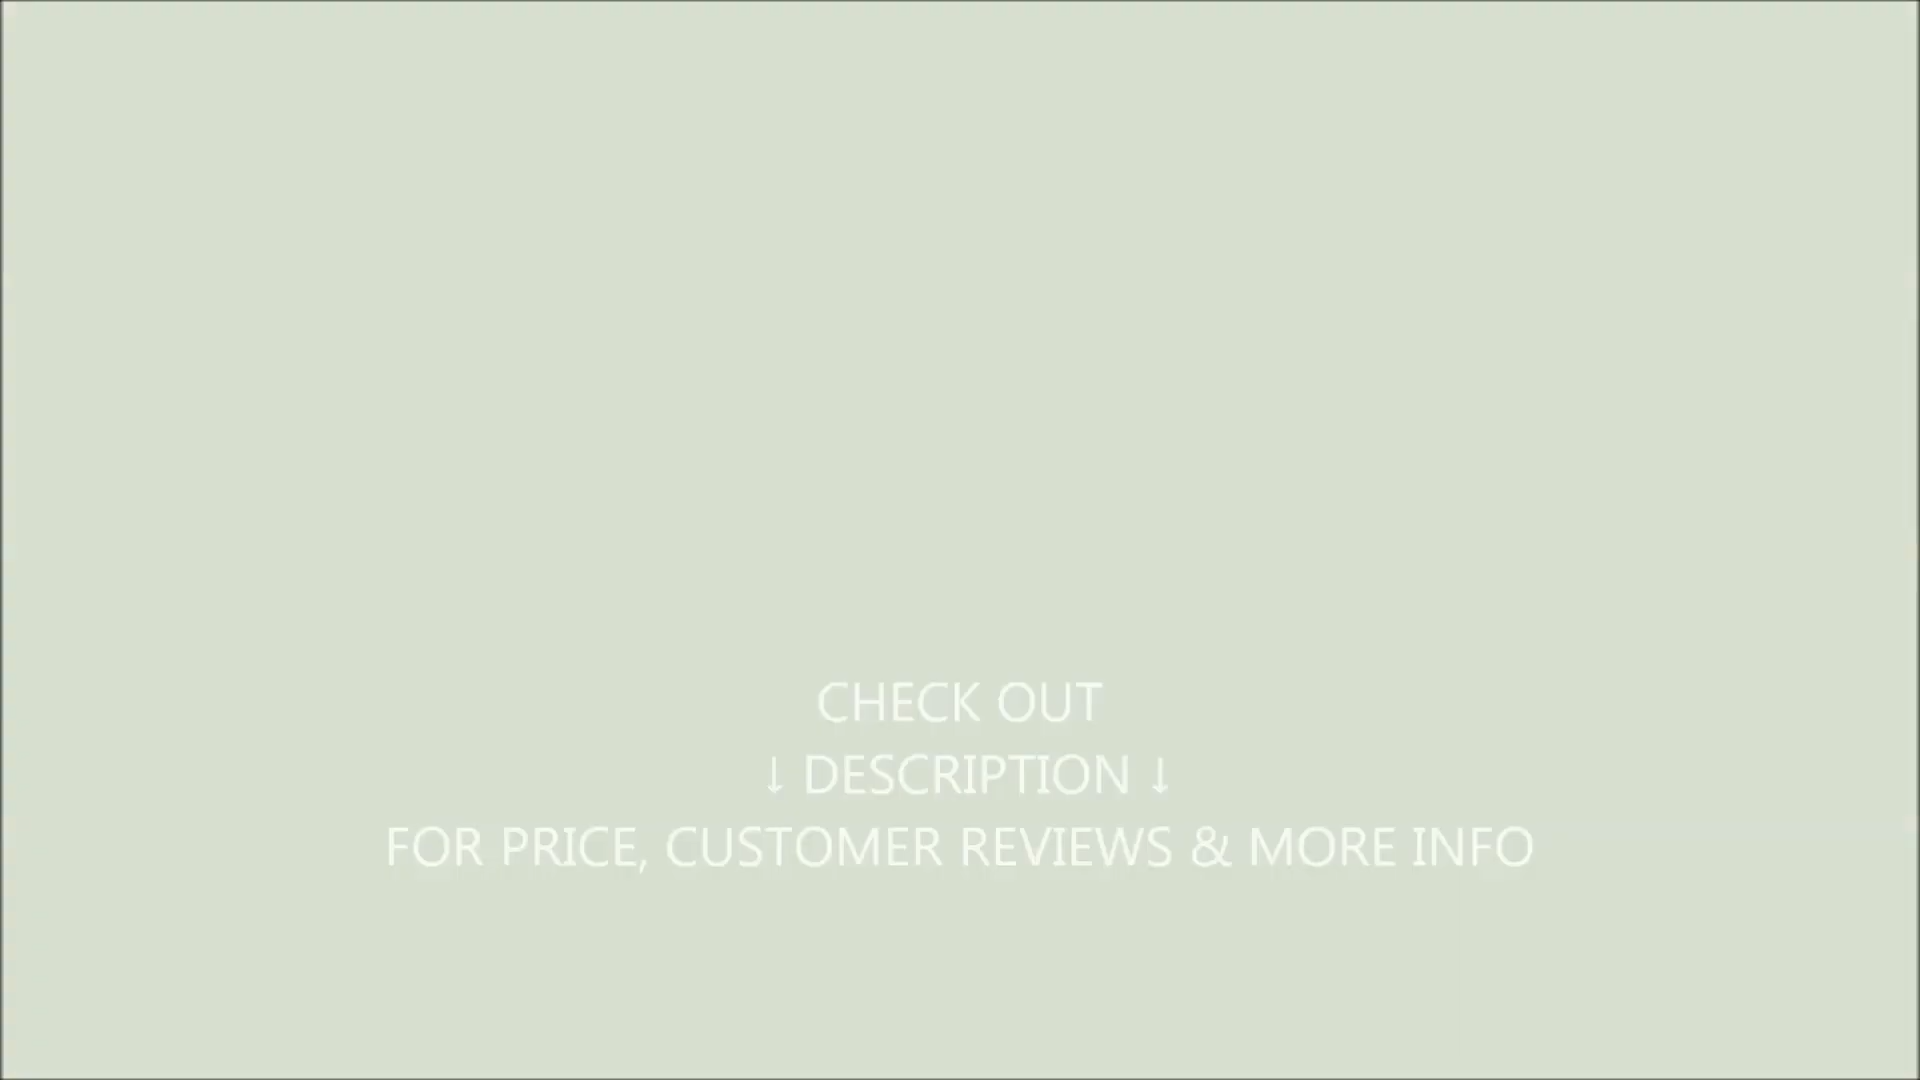 CHECK OUT
↓ DESCRIPTION ↓
FOR PRICE, CUSTOMER REVIEWS & MORE INFO